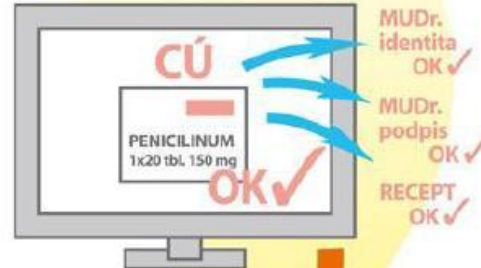 CÚ
PENICILINUM
1x20 tbl. 150 mg
OK
MUDr.
identita
OK
MUDr.
podpis
OK
RECEPT
OK